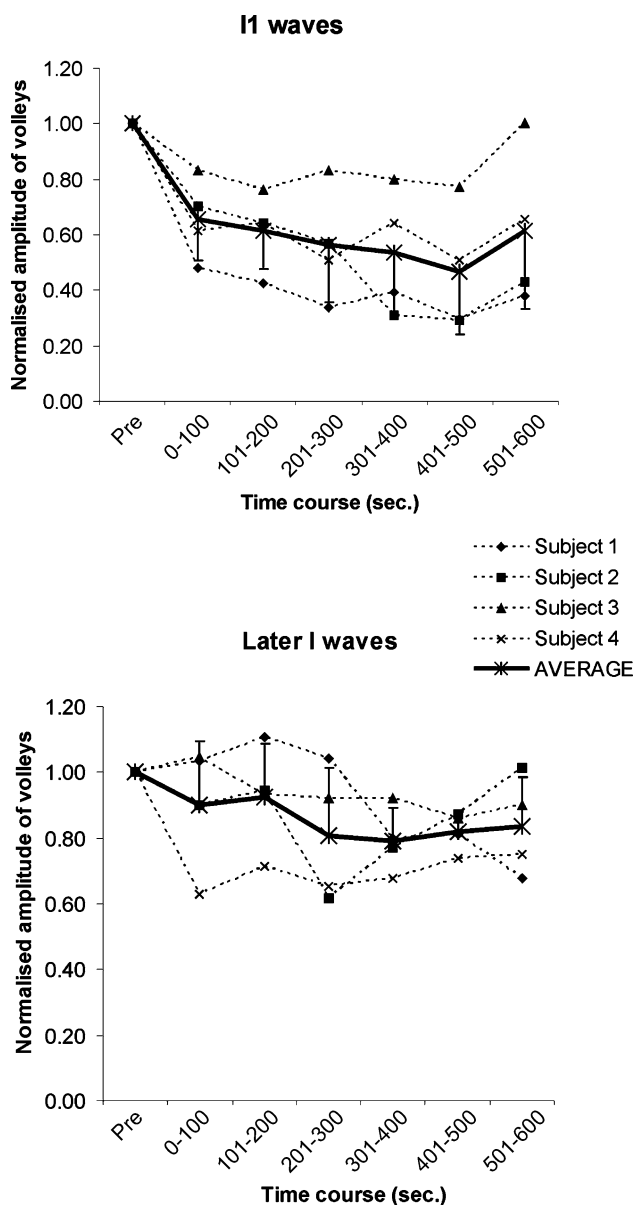 I1 waves
Normalised amplitude of volleys
1.20
1.00
0.80
0.60
0.40
0.20
0.00
Pre
0-100
101-200
201-300
301-400
401-500
501-600
Time course (sec.)
Subject 1
Subject 2
Subject 3
Subject 4
AVERAGE
Later I waves
Normalised amplitude of volleys
1.20
1.00
0.80
0.60
0.40
0.20
0.00
Pre
0-100
101-200
201-300
301-400
401-500
501-600
Time course (sec.)